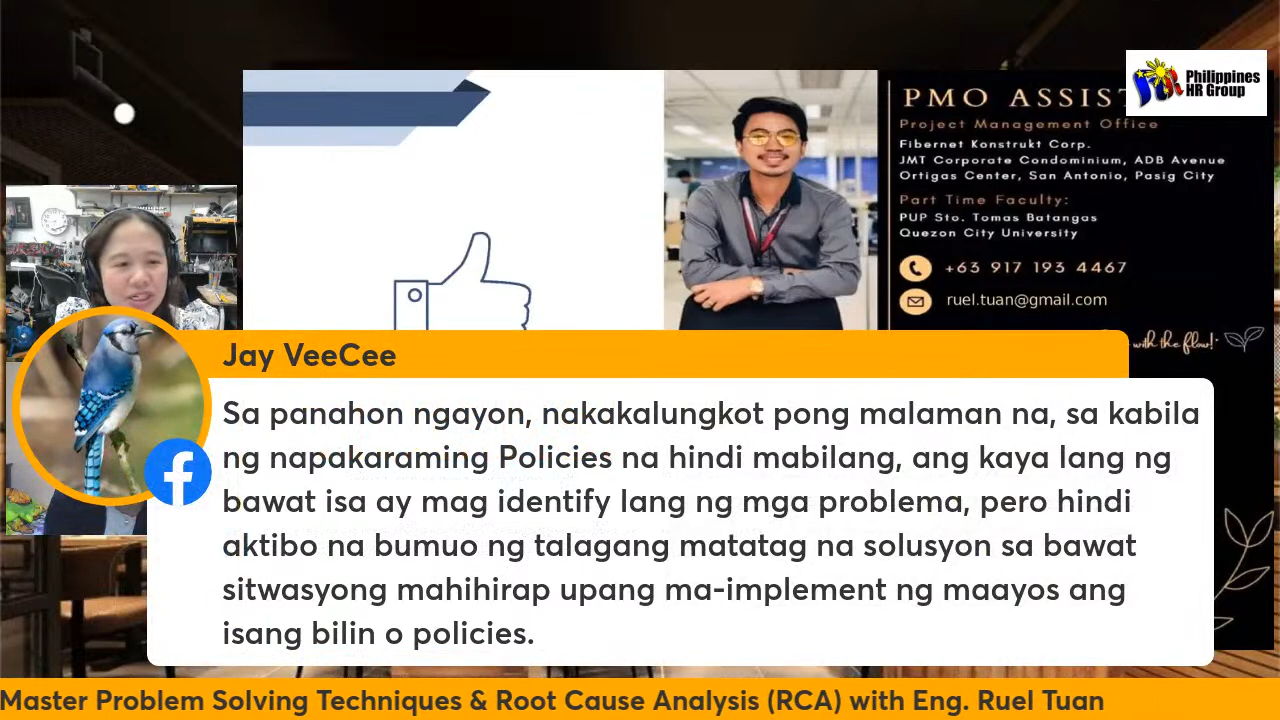 Philippines
HR Group
PMO ASSIST
Project Management Office
Fibernet Konstrukt Corp.
JMT Corporate Condominium, ADB Avenue
Ortigas Center, San Antonio, Pasig City
Part Time Faculty:
PUP Sto. Tomas Batangas
Quezon City University
+63 917 193 4467
ruel.tuan@gmail.com
with the flow!"
Jay VeeCee
Sa panahon ngayon, nakakalungkot pong malaman na, sa kabila
ng napakaraming Policies na hindi mabilang, ang kaya lang ng
bawat isa ay mag identify lang ng mga problema, pero hindi
aktibo na bumuo ng talagang matatag na solusyon sa bawat
sitwasyong mahihirap upang ma-implement ng maayos ang
isang bilin o policies.
Master Problem Solving Techniques & Root Cause Analysis (RCA) with Eng. Ruel Tuan